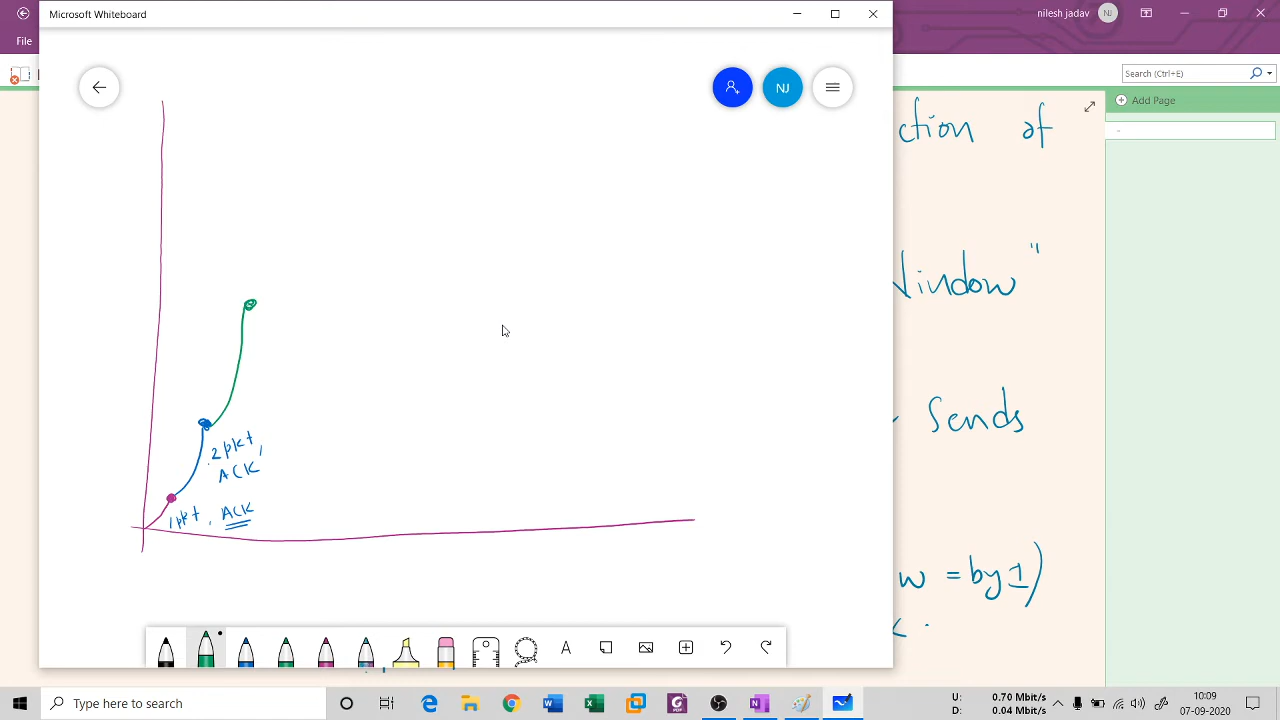 Microsoft Whiteboard
nilesh jadav
NJ
File
NJ
Search (Ctrl+E)
Add Page
ction of
Window"
Sends
2pkt,
ACK
1pkt, ACK
w = by 1)
A
Type here to search
U: 0.70 Mbit/s
D: 0.04 Mbit/s
10:09
07-09-2020